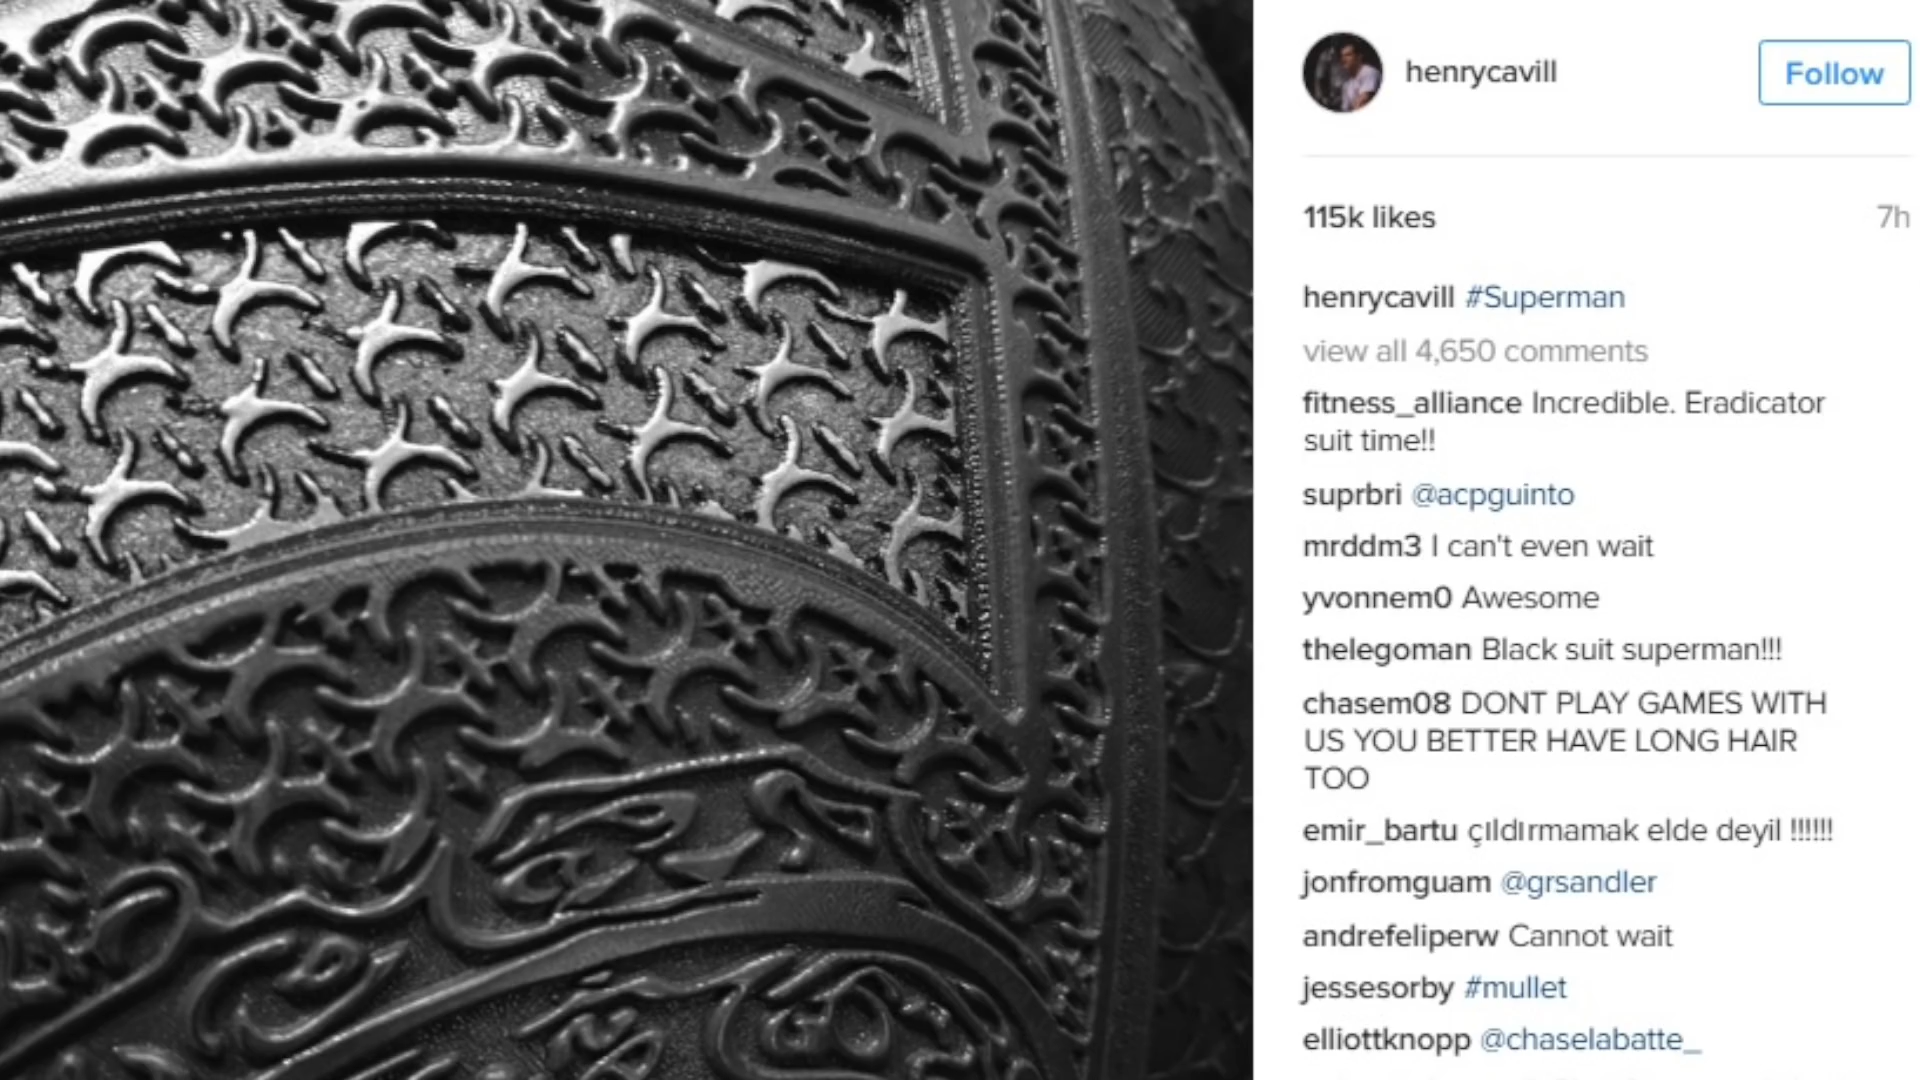 henrycavill
Follow
115k likes
7h
henrycavill #Superman
view all 4,650 comments
fitness_alliance Incredible. Eradicator
suit time!!
suprbri @acpguinto
mrddm3 I can't even wait
yvonnem0 Awesome
thelegoman Black suit superman!!!
chasem08 DONT PLAY GAMES WITH
US YOU BETTER HAVE LONG HAIR
TOO
emir_bartu çıldırmamak elde deyil !!!!!!
jonfromguam @grsandler
andrefeliperw Cannot wait
jessesorby #mullet
elliottknopp @chaselabatte_